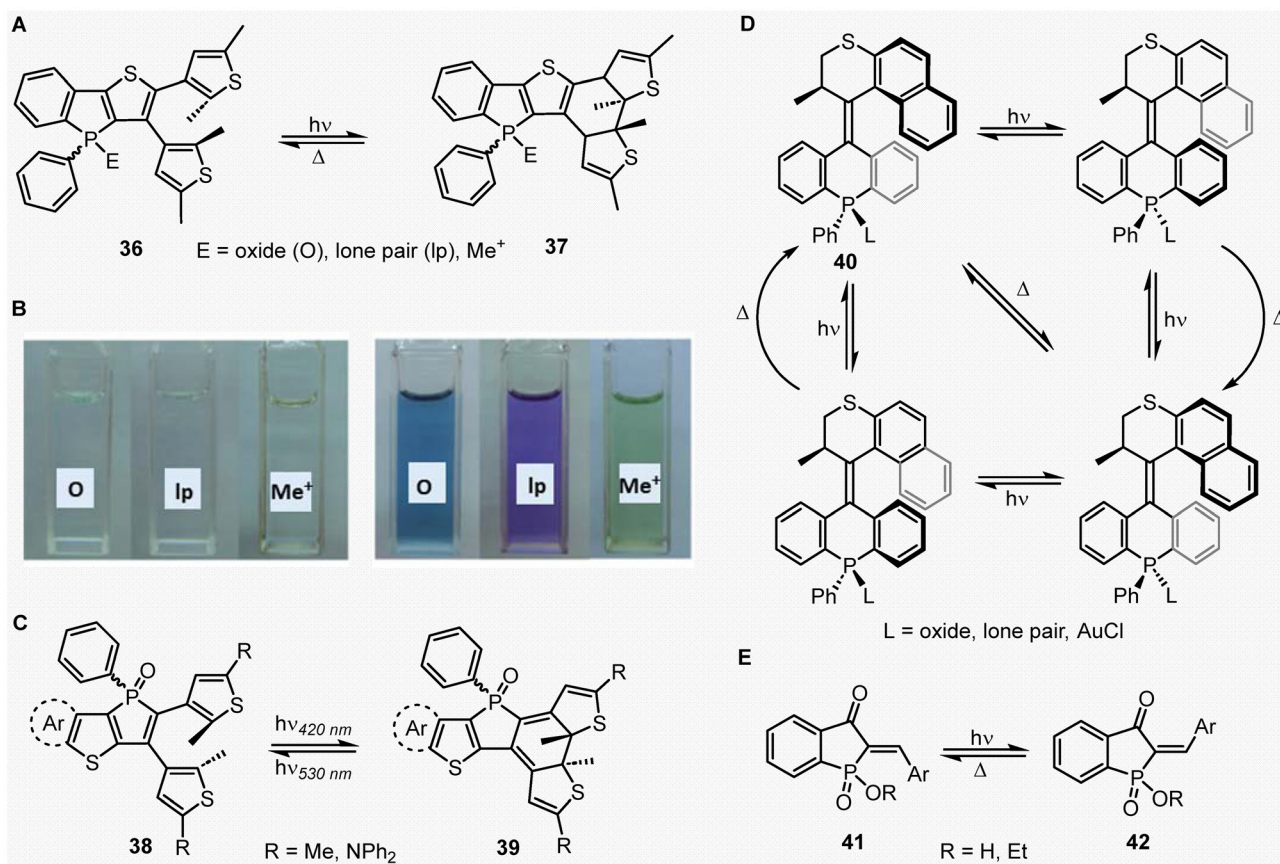 A
S
S
P
E
S
hν
Δ
S
S
P
E
S
36
E = oxide (O), lone pair (lp), Me⁺
37
B
O
lp
Me⁺
O
lp
Me⁺
C
R
O
P
S
Ar
S
S
R
38
hν420 nm
hν530 nm
R
O
P
S
Ar
S
S
R
39
R = Me, NPh₂
D
S
P
Ph
L
40
hν
S
P
Ph
L
Δ
hν
Δ
hν
Δ
S
P
Ph
L
hν
S
P
Ph
L
L = oxide, lone pair, AuCl
E
O
Ar
P
O
OR
41
hν
Δ
O
Ar
P
O
OR
42
R = H, Et